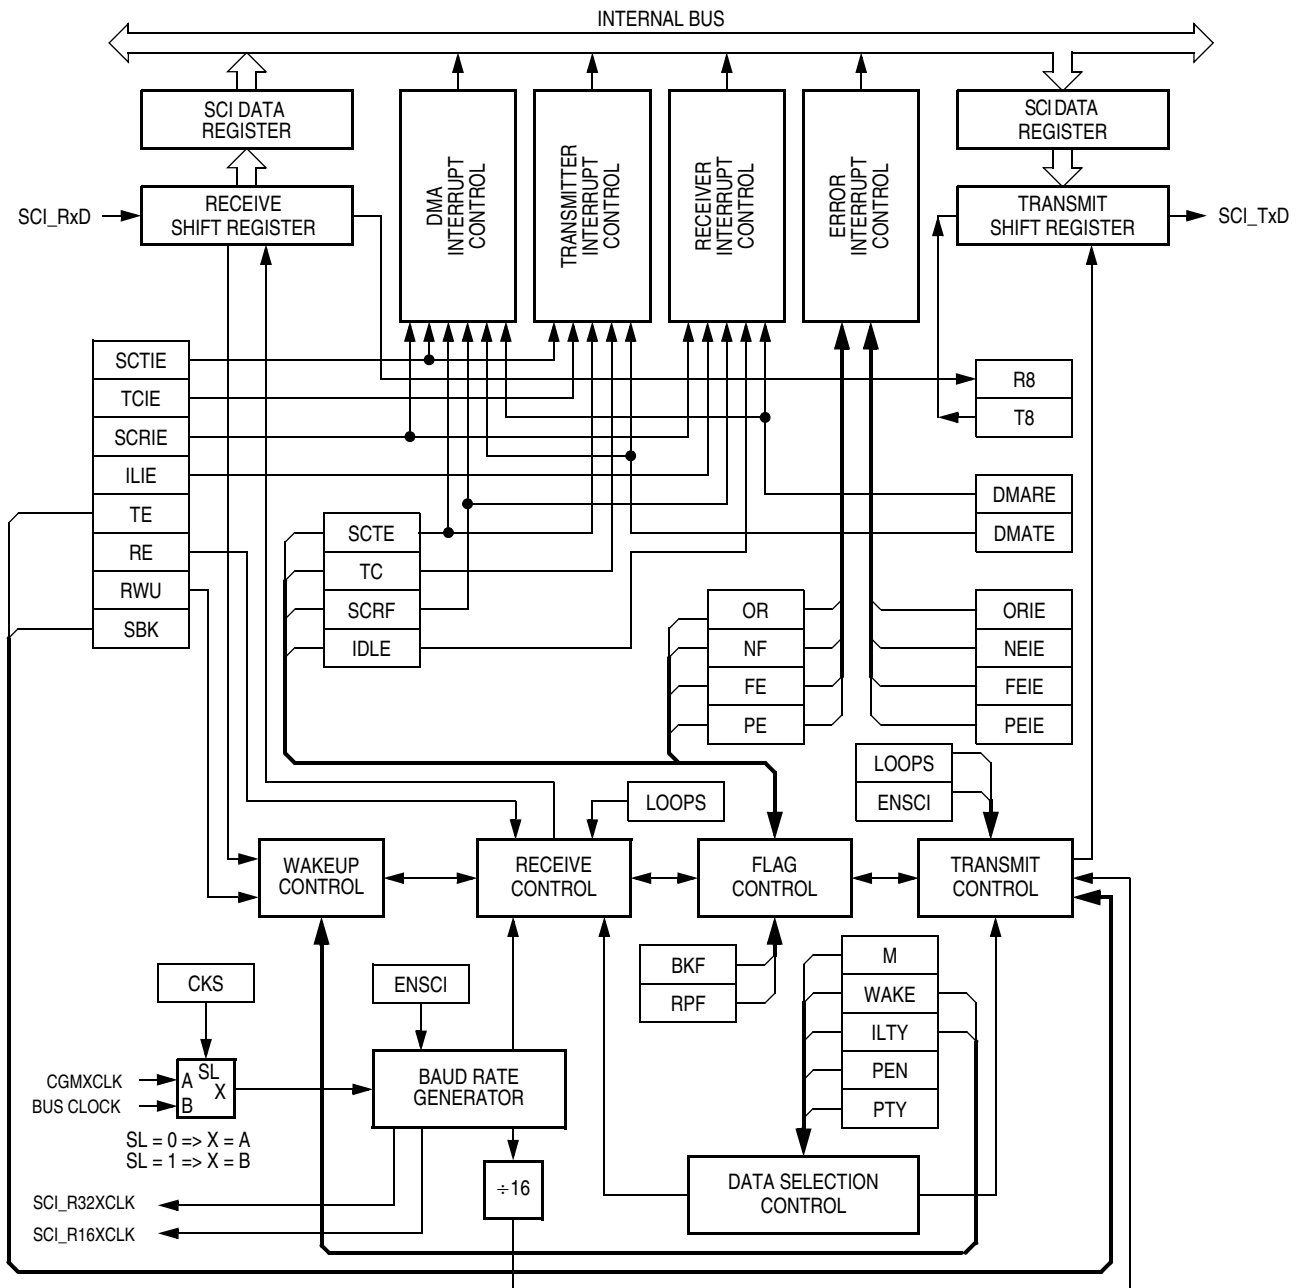 INTERNAL BUS
SCI DATA
REGISTER
SCI DATA
REGISTER
DMA
INTERRUPT
CONTROL
TRANSMITTER
INTERRUPT
CONTROL
RECEIVER
INTERRUPT
CONTROL
ERROR
INTERRUPT
CONTROL
SCI_RxD
RECEIVE
SHIFT REGISTER
TRANSMIT
SHIFT REGISTER
SCI_TxD
SCTIE
TCIE
SCRIE
ILIE
TE
RE
RWU
SBK
R8
T8
DMARE
DMATE
SCTE
TC
SCRF
IDLE
OR
NF
FE
PE
ORIE
NEIE
FEIE
PEIE
LOOPS
ENSCI
LOOPS
WAKEUP
CONTROL
RECEIVE
CONTROL
FLAG
CONTROL
TRANSMIT
CONTROL
BKF
RPF
M
WAKE
ILTY
PEN
PTY
CKS
ENSCI
CGMXCLK
BUS CLOCK
A
SL
X
B
SL = 0 => X = A
SL = 1 => X = B
BAUD RATE
GENERATOR
÷16
DATA SELECTION
CONTROL
SCI_R32XCLK
SCI_R16XCLK